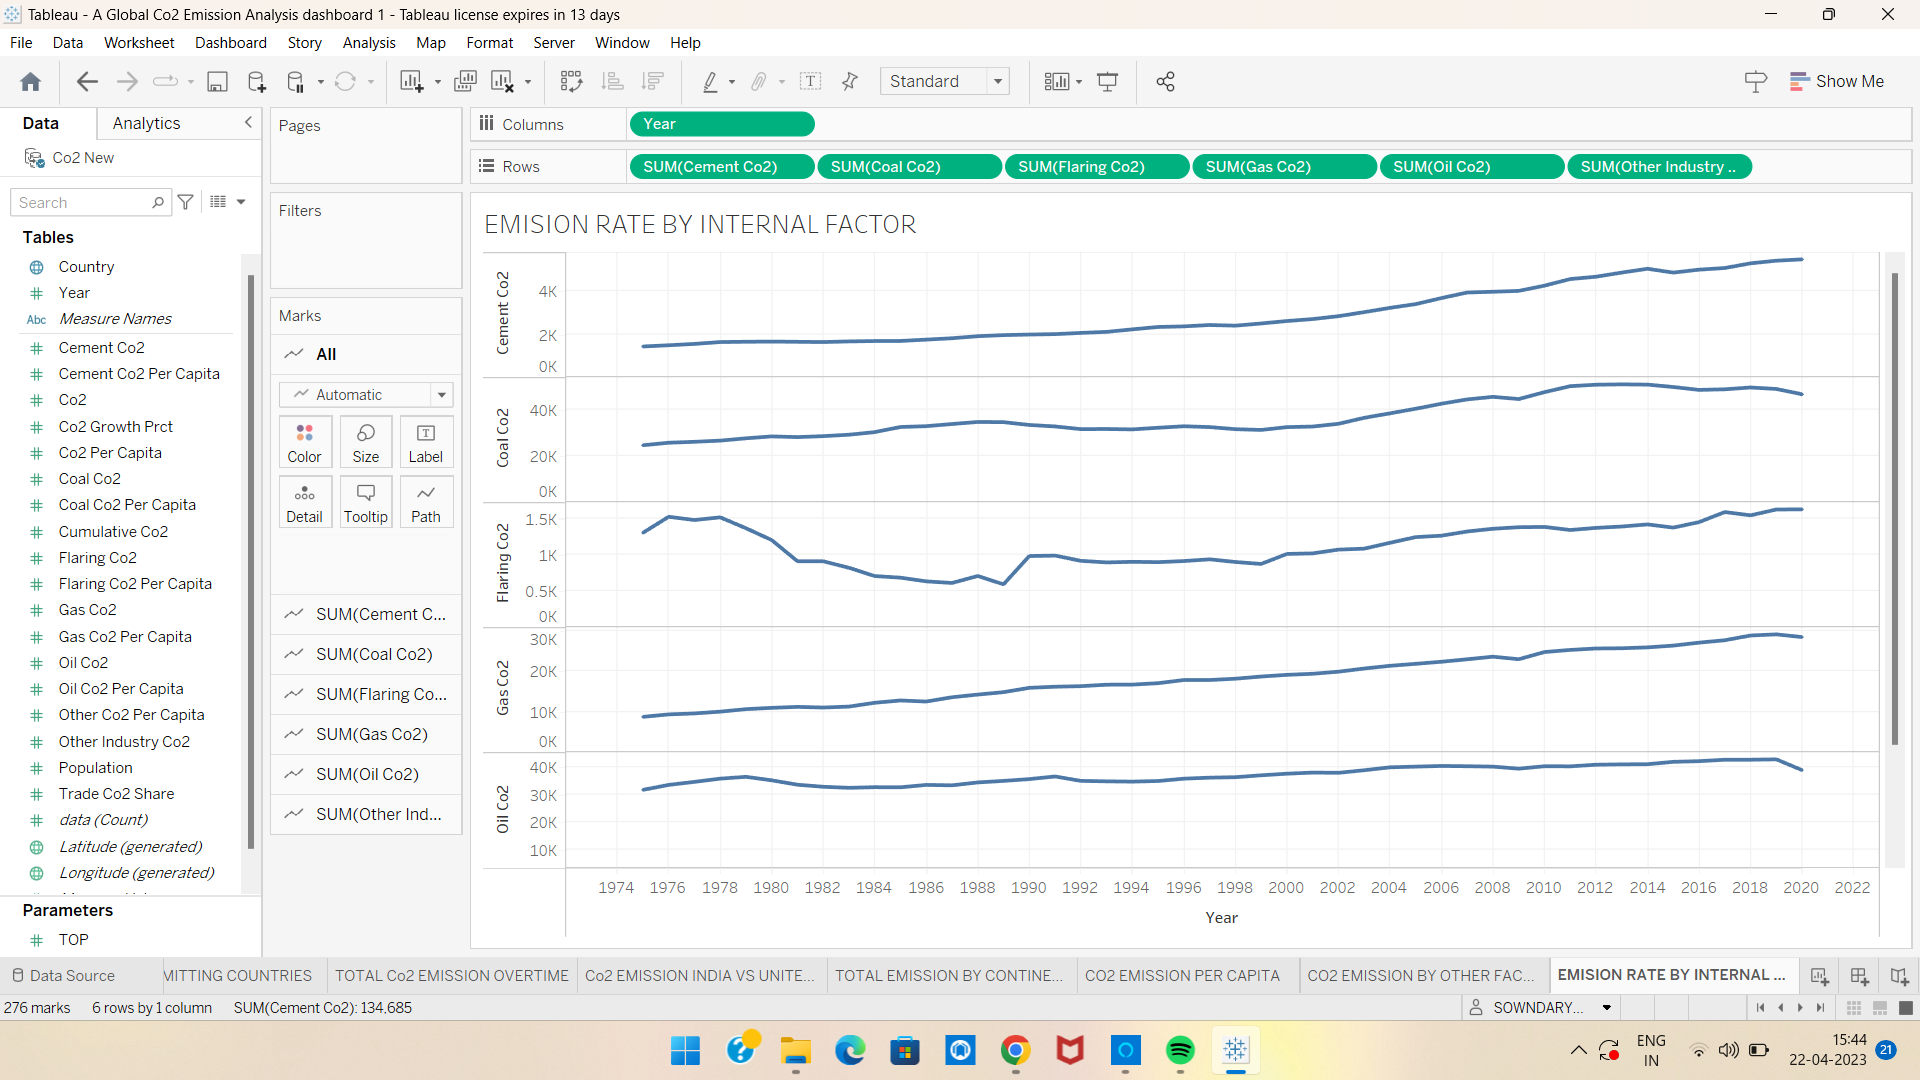 Tableau - A Global Co2 Emission Analysis dashboard 1 - Tableau license expires in 13 days
File Data Worksheet Dashboard Story Analysis Map Format Server Window Help
Standard
Show Me
Data Analytics
Co2 New
Search
Tables
Country
Year
Abc Measure Names
Cement Co2
Cement Co2 Per Capita
Co2
Co2 Growth Prct
Co2 Per Capita
Coal Co2
Coal Co2 Per Capita
Cumulative Co2
Flaring Co2
Flaring Co2 Per Capita
Gas Co2
Gas Co2 Per Capita
Oil Co2
Oil Co2 Per Capita
Other Co2 Per Capita
Other Industry Co2
Population
Trade Co2 Share
data (Count)
Latitude (generated)
Longitude (generated)
Parameters
TOP
Pages
Filters
Marks
All
Automatic
Color Size Label
Detail Tooltip Path
SUM(Cement C...
SUM(Coal Co2)
SUM(Flaring Co...
SUM(Gas Co2)
SUM(Oil Co2)
SUM(Other Ind...
Columns Year
Rows SUM(Cement Co2) SUM(Coal Co2) SUM(Flaring Co2) SUM(Gas Co2) SUM(Oil Co2) SUM(Other Industry ..
EMISION RATE BY INTERNAL FACTOR
Cement Co2
4K
2K
0K
Coal Co2
40K
20K
0K
Flaring Co2
1.5K
1K
0.5K
0K
Gas Co2
30K
20K
10K
0K
Oil Co2
40K
30K
20K
10K
1974 1976 1978 1980 1982 1984 1986 1988 1990 1992 1994 1996 1998 2000 2002 2004 2006 2008 2010 2012 2014 2016 2018 2020 2022
Year
Data Source MITTING COUNTRIES TOTAL Co2 EMISSION OVERTIME Co2 EMISSION INDIA VS UNITE... TOTAL EMISSION BY CONTINE... CO2 EMISSION PER CAPITA CO2 EMISSION BY OTHER FAC... EMISION RATE BY INTERNAL ...
276 marks 6 rows by 1 column SUM(Cement Co2): 134.685
SOWNDARY...
ENG
IN
15:44
22-04-2023
21